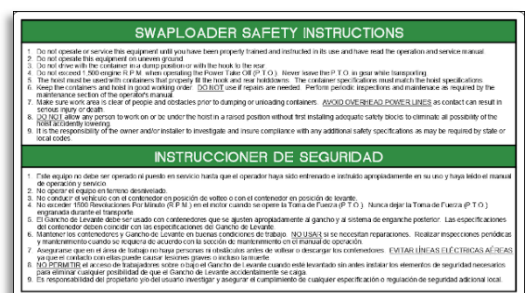 SWAPLOADER SAFETY INSTRUCTIONS
1. Do not operate or service this equipment until you have been properly trained and instructed in its use and have read the operation and service manual.
2. Do not operate this equipment on uneven ground
3. Do not drive with the container in a dump position or with the hook to the rear
4. Do not exceed 1,500 engine R.P.M. when operating the Power Take Off (P.T.O.). Never leave the P.T.O. in gear while transporting.
5. The hoist must be used with containers that properly fit the hook and rear holddowns. The container specifications must match the hoist specifications.
6. Keep the containers and hoist in good working order. DO NOT use if repairs are needed. Perform periodic inspections and maintenance as required by the
maintenance section of the operator's manual.
7. Make sure work area is clear of people and obstacles prior to dumping or unloading containers. AVOID OVERHEAD POWER LINES as contact can result in
serious injury or death.
8. DO NOT allow any person to work on or be under the hoist in a raised position without first installing adequate safety blocks to eliminate all possibility of the
hoist accidently lowering.
9. It is the responsibility of the owner and/or installer to investigate and insure compliance with any additional safety specifications as may be required by state or
local codes.
INSTRUCCIONER DE SEGURIDAD
1. Este equipo no debe ser operado ni puesto en servicio hasta que el operador haya sido entrenado e instruido apropiadamente en su uso y haya leido el manual
de operación y servicio.
2. No operar el equipo en terreno desnivelado.
3. No conducir el vehículo con el contenedor en posición de volteo o con el contenedor en posición de levante.
4. No exceder 1500 Revoluciones Por Minuto (R.P.M.) en el motor cuando se opere la Toma de Fuerza (P.T.O.). Nunca dejar la Toma de Fuerza (P.T.O.)
engranada durante el transporte
5. El Gancho de Levante debe ser usado con contenedores que se ajusten apropiadamente al gancho y al sistema de enganche posterior. Las especificaciones
del contenedor deben coincidir con las especificaciones del Gancho de Levante.
6. Mantener los contenedores y Gancho de Levante en buenas condiciones de trabajo. NO USAR si se necesitan reparaciones. Realizar inspecciones periódicas
y mantenimiento cuando se requiera de acuerdo con la sección de mantenimiento en el manual de operación.
7. Asegurarse que en el área de trabajo no haya personas ni obstáculos antes de utilisar o descargar los contenedores. EVITAR LÍNEAS ELÉCTRICAS AÉREAS
ya que el contacto con ellas puede causar lesiones graves o incluso la muerte
8. NO PERMITIR el acceso de trabajadores sobre o bajo el Gancho de Levante cuando esté levantado sin antes instalar los elementos de seguridad necesarios
para eliminar cualquier posibilidad de que el Gancho de Levante accidentalmente se caiga.
9. Es responsabilidad del propietario y/o del usuario investigar y asegurar el cumplimiento de cualquier especificación o regulación de seguridad adicional local.